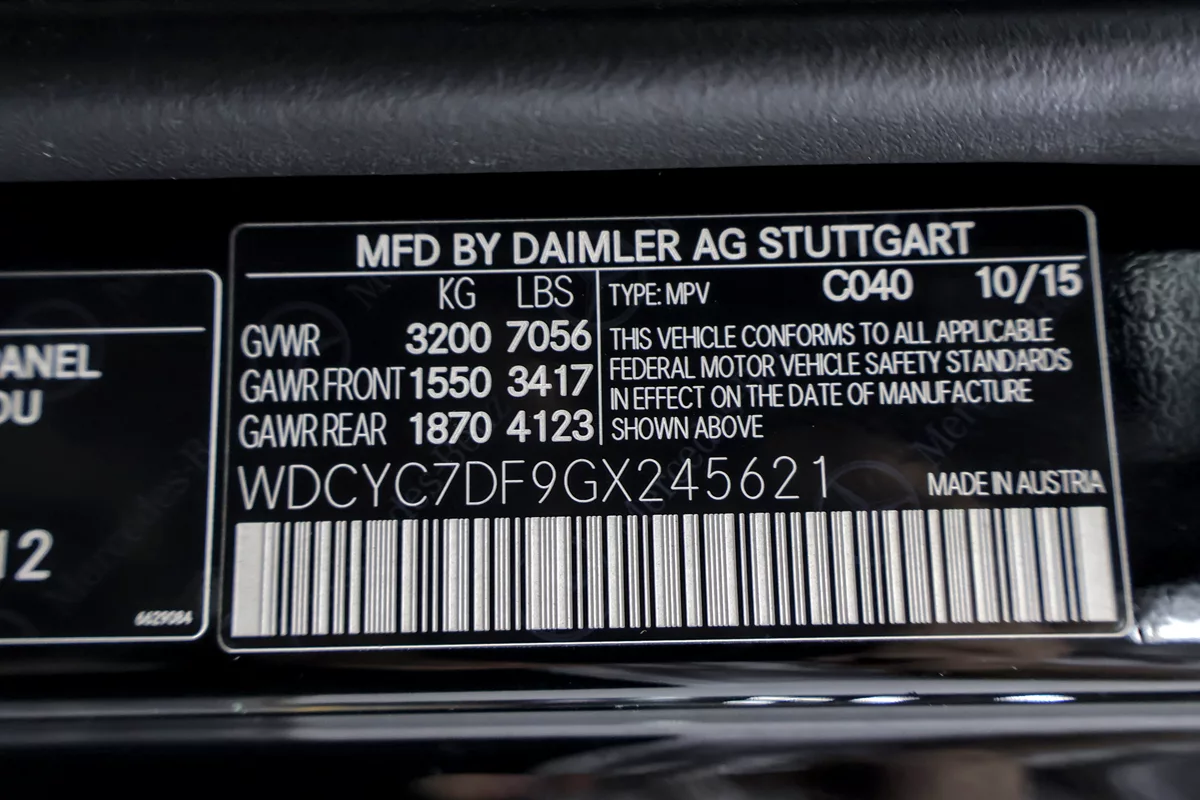 MFD BY DAIMLER AG STUTTGART
KG LBS
GVWR 3200 7056
GAWR FRONT 1550 3417
GAWR REAR 1870 4123
TYPE: MPV C040 10/15
THIS VEHICLE CONFORMS TO ALL APPLICABLE
FEDERAL MOTOR VEHICLE SAFETY STANDARDS
IN EFFECT ON THE DATE OF MANUFACTURE
SHOWN ABOVE
WDCYC7DF9GX245621 MADE IN AUSTRIA
ANEL
OU
12
6629084